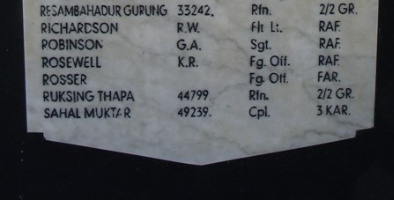 RESAMBAHADUR GURUNG 33242. Rfn. 2/2 GR.
RICHARDSON R.W. Flt Lt. RAF.
ROBINSON G.A. Sgt. RAF.
ROSEWELL K.R. Fg. Off. RAF.
ROSSER Fg. Off. FAR.
RUKSING THAPA 44799. Rfn. 2/2 GR.
SAHAL MUKTAR 49239. Cpl. 3 KAR.